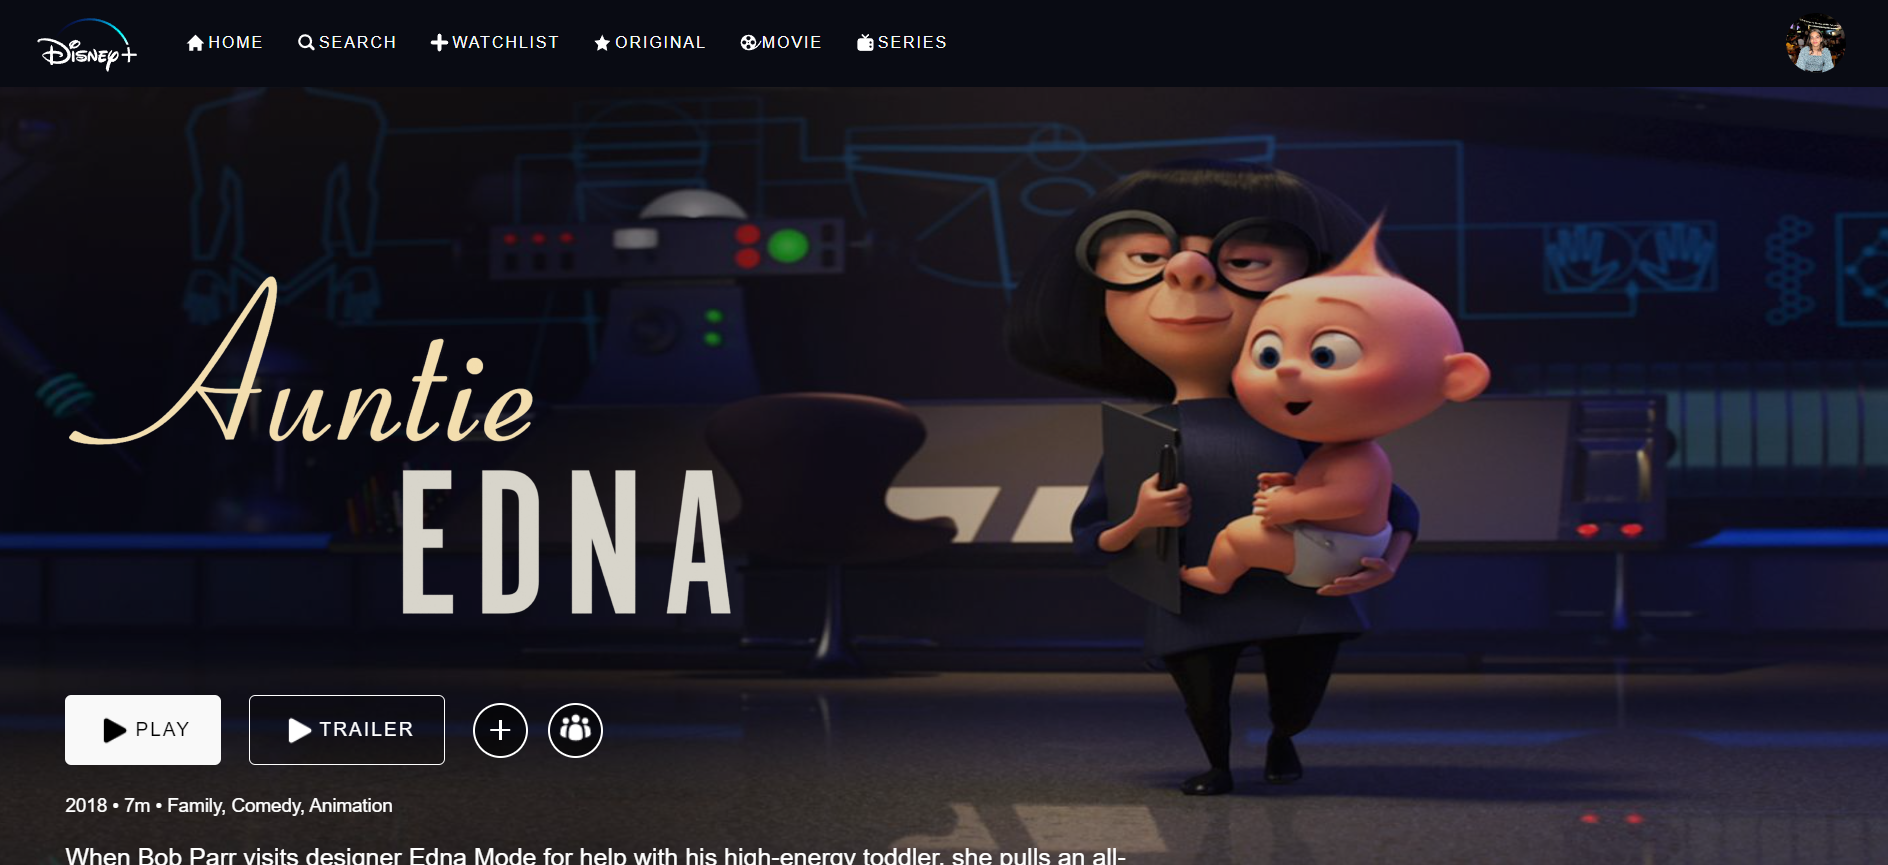 Disney+ HOME SEARCH WATCHLIST ORIGINAL MOVIE SERIES
Auntie
EDNA
PLAY TRAILER
2018 • 7m • Family, Comedy, Animation
When Bob Parr visits designer Edna Mode for help with his high-energy toddler, she pulls an all-